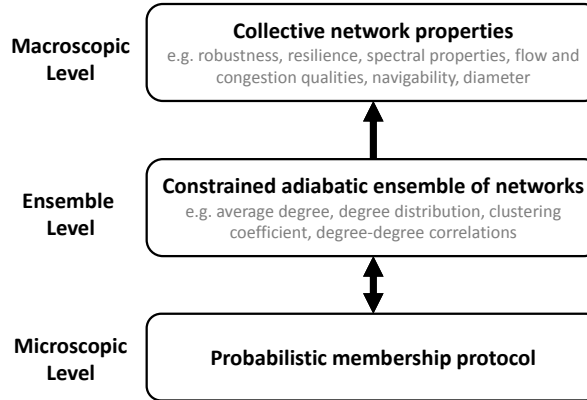 Macroscopic
Level
Collective network properties
e.g. robustness, resilience, spectral properties, flow and
congestion qualities, navigability, diameter
Ensemble
Level
Constrained adiabatic ensemble of networks
e.g. average degree, degree distribution, clustering
coefficient, degree-degree correlations
Microscopic
Level
Probabilistic membership protocol